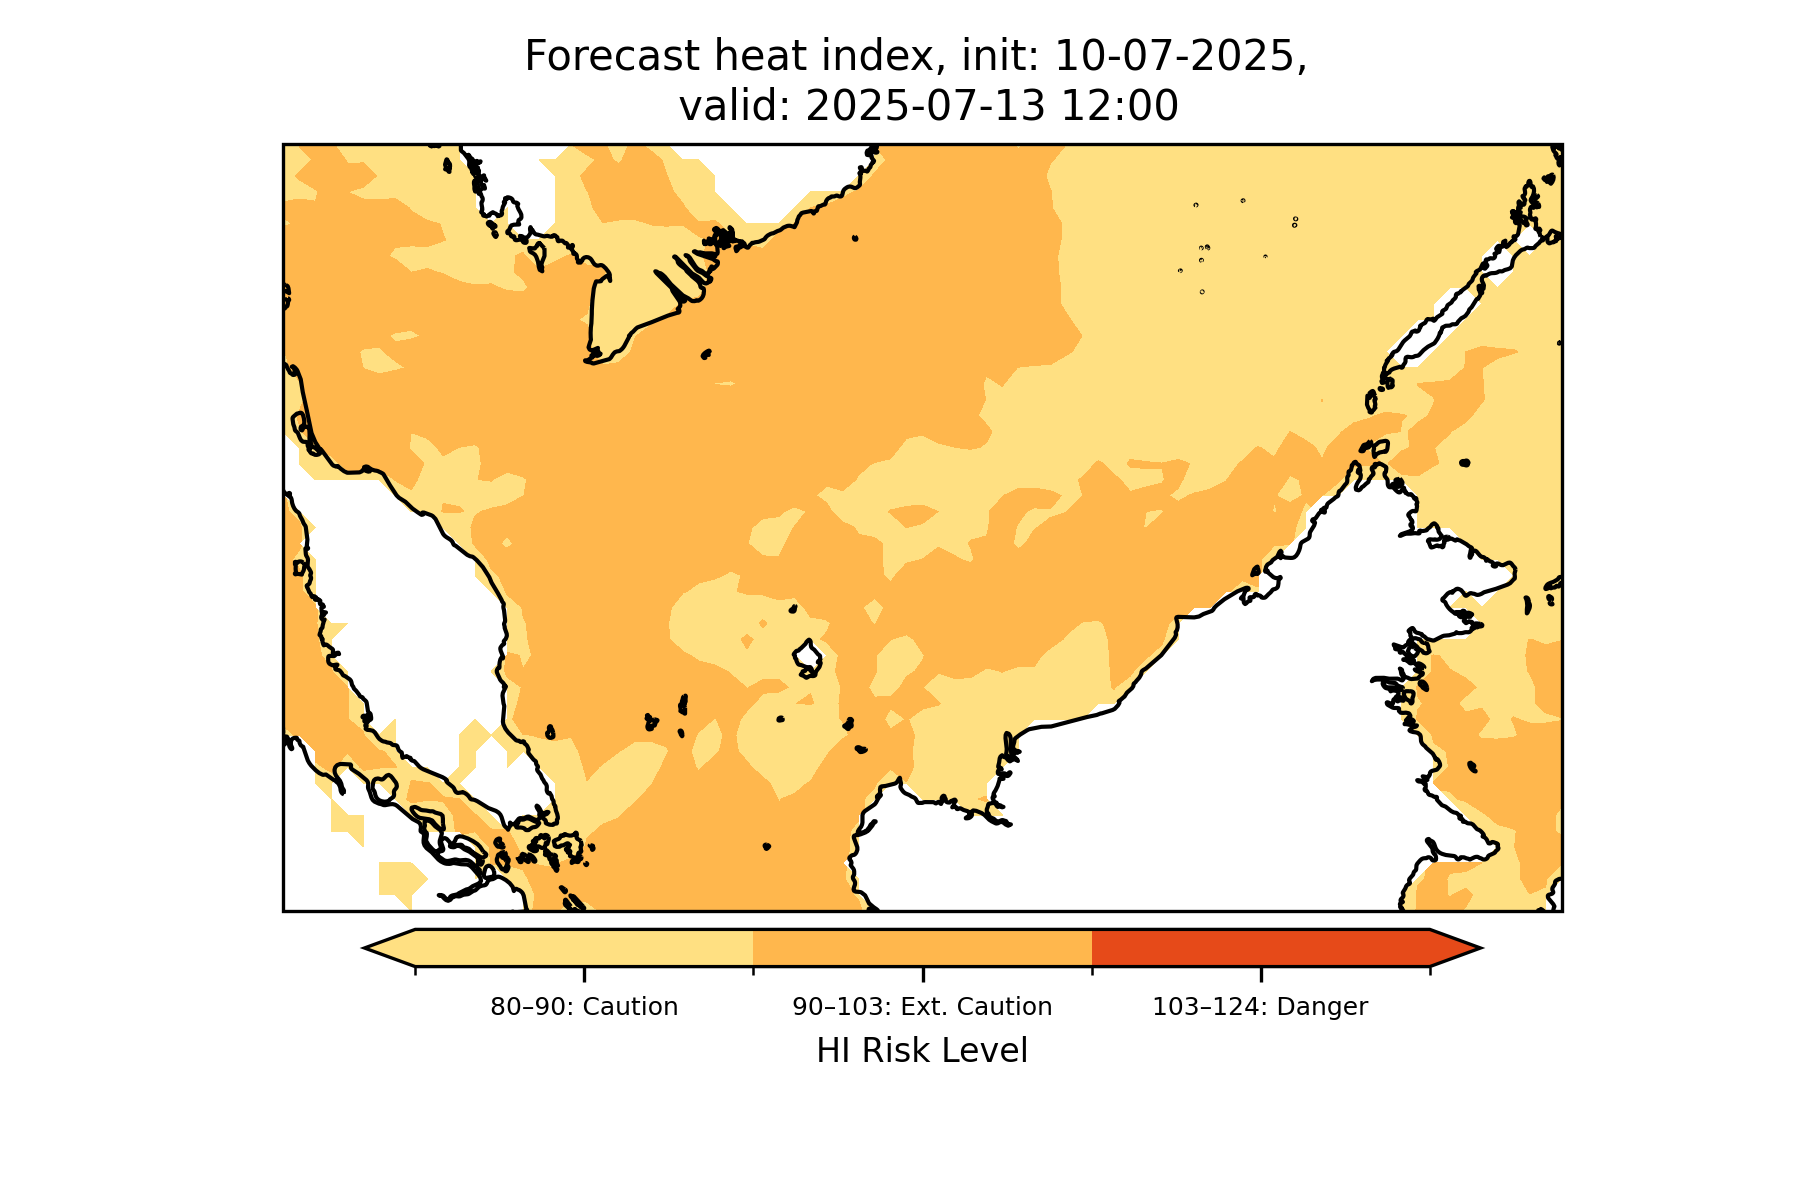 Forecast heat index, init: 10-07-2025,
valid: 2025-07-13 12:00
80–90: Caution
90–103: Ext. Caution
103–124: Danger
HI Risk Level